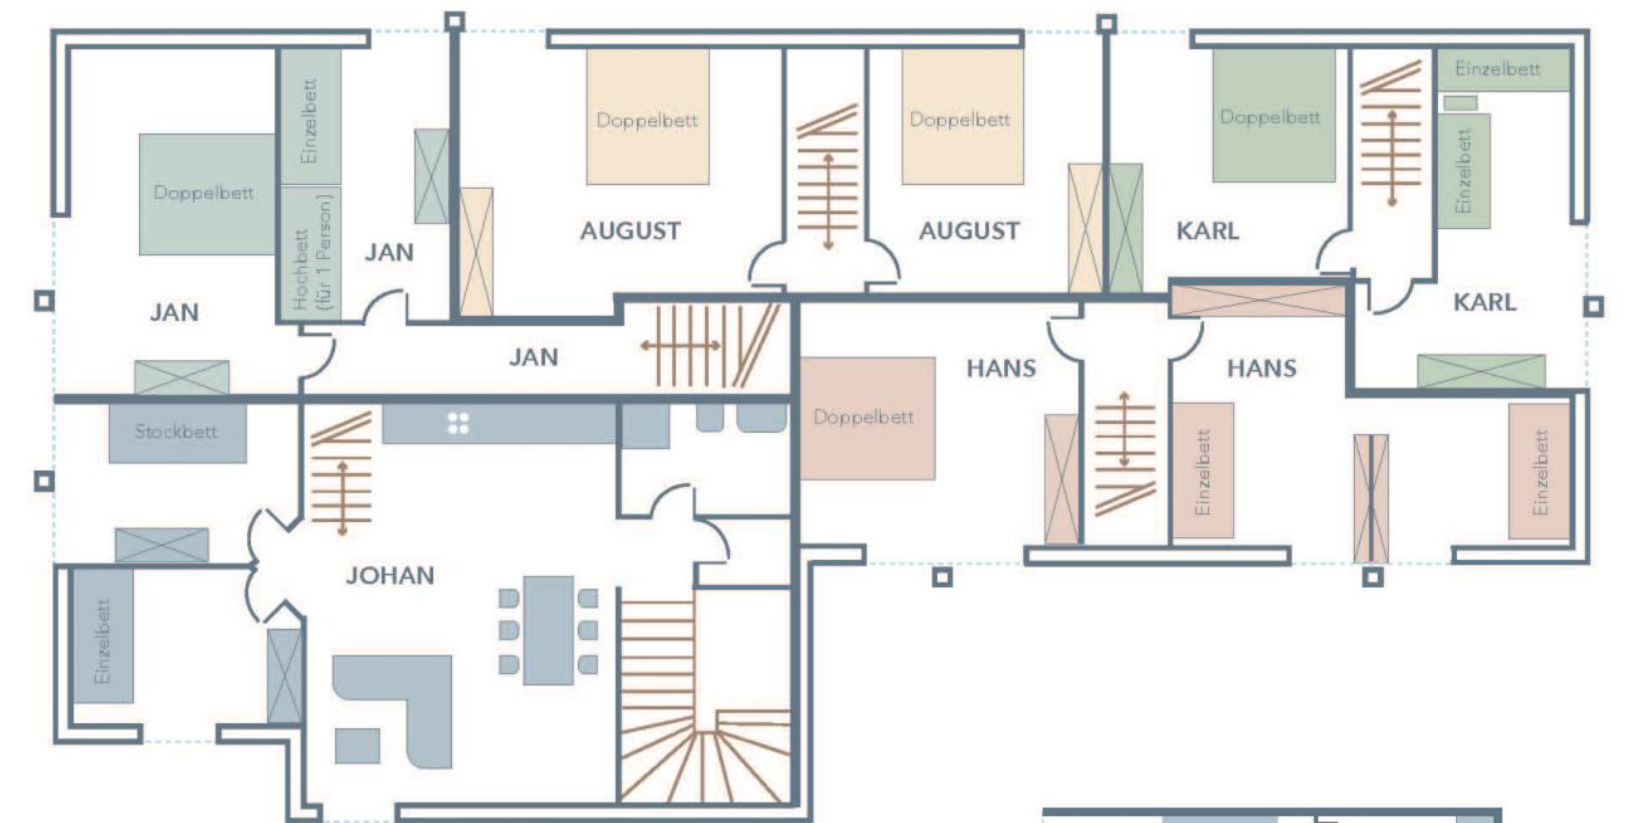 Einzelbett
Einzelbett
Doppelbett
Doppelbett
Doppelbett
Einzelbett
Einzelbett
Doppelbett
AUGUST
AUGUST
KARL
Hochbett
(für 1 Person)
JAN
JAN
KARL
JAN
HANS
HANS
Doppelbett
Stockbett
Einzelbett
Einzelbett
JOHAN
Einzelbett